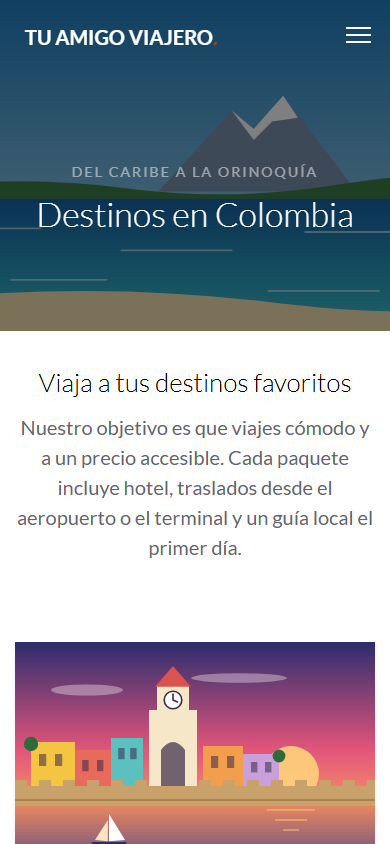 TU AMIGO VIAJERO.
DEL CARIBE A LA ORINOQUÍA
Destinos en Colombia
Viaja a tus destinos favoritos
Nuestro objetivo es que viajes cómodo y
a un precio accesible. Cada paquete
incluye hotel, traslados desde el
aeropuerto o el terminal y un guía local el
primer día.